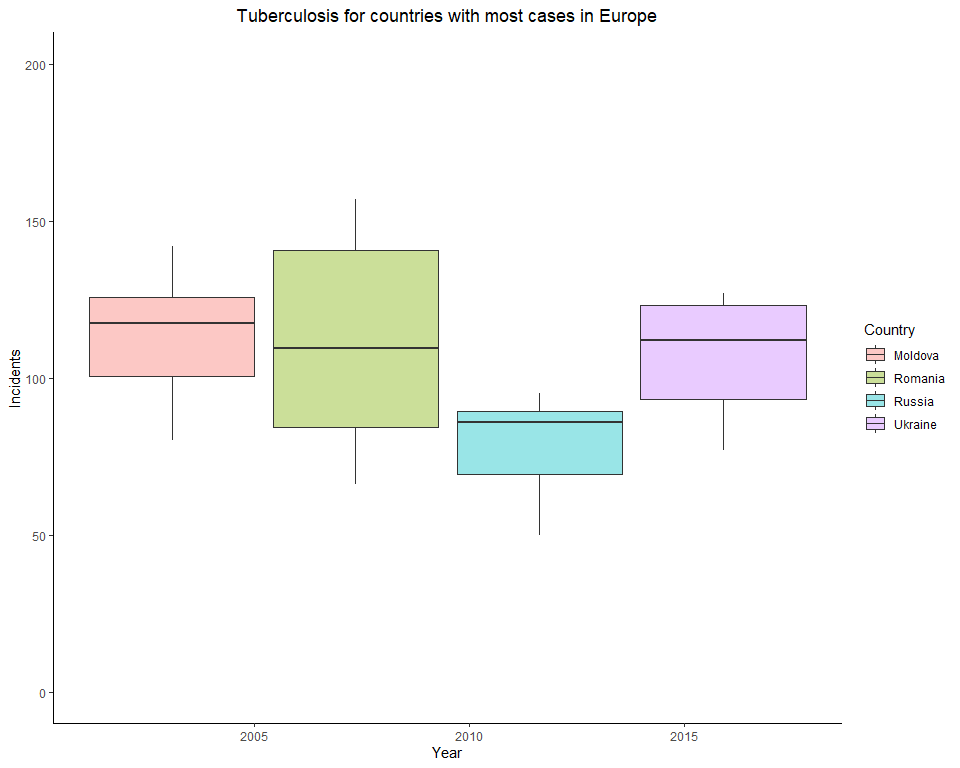 Tuberculosis for countries with most cases in Europe
200
150
100
50
0
Incidents
2005 2010 2015
Year
Country
Moldova
Romania
Russia
Ukraine